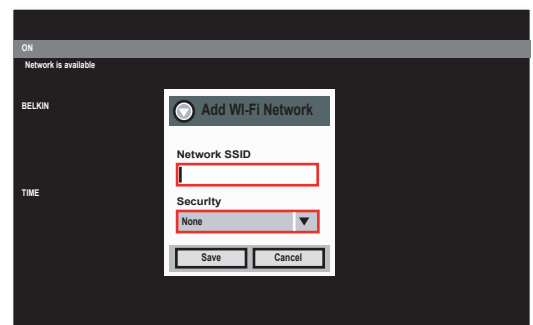 ON
Network is available
BELKIN
Add WI-Fi Network
Network SSID
TIME
Security
None
Save Cancel